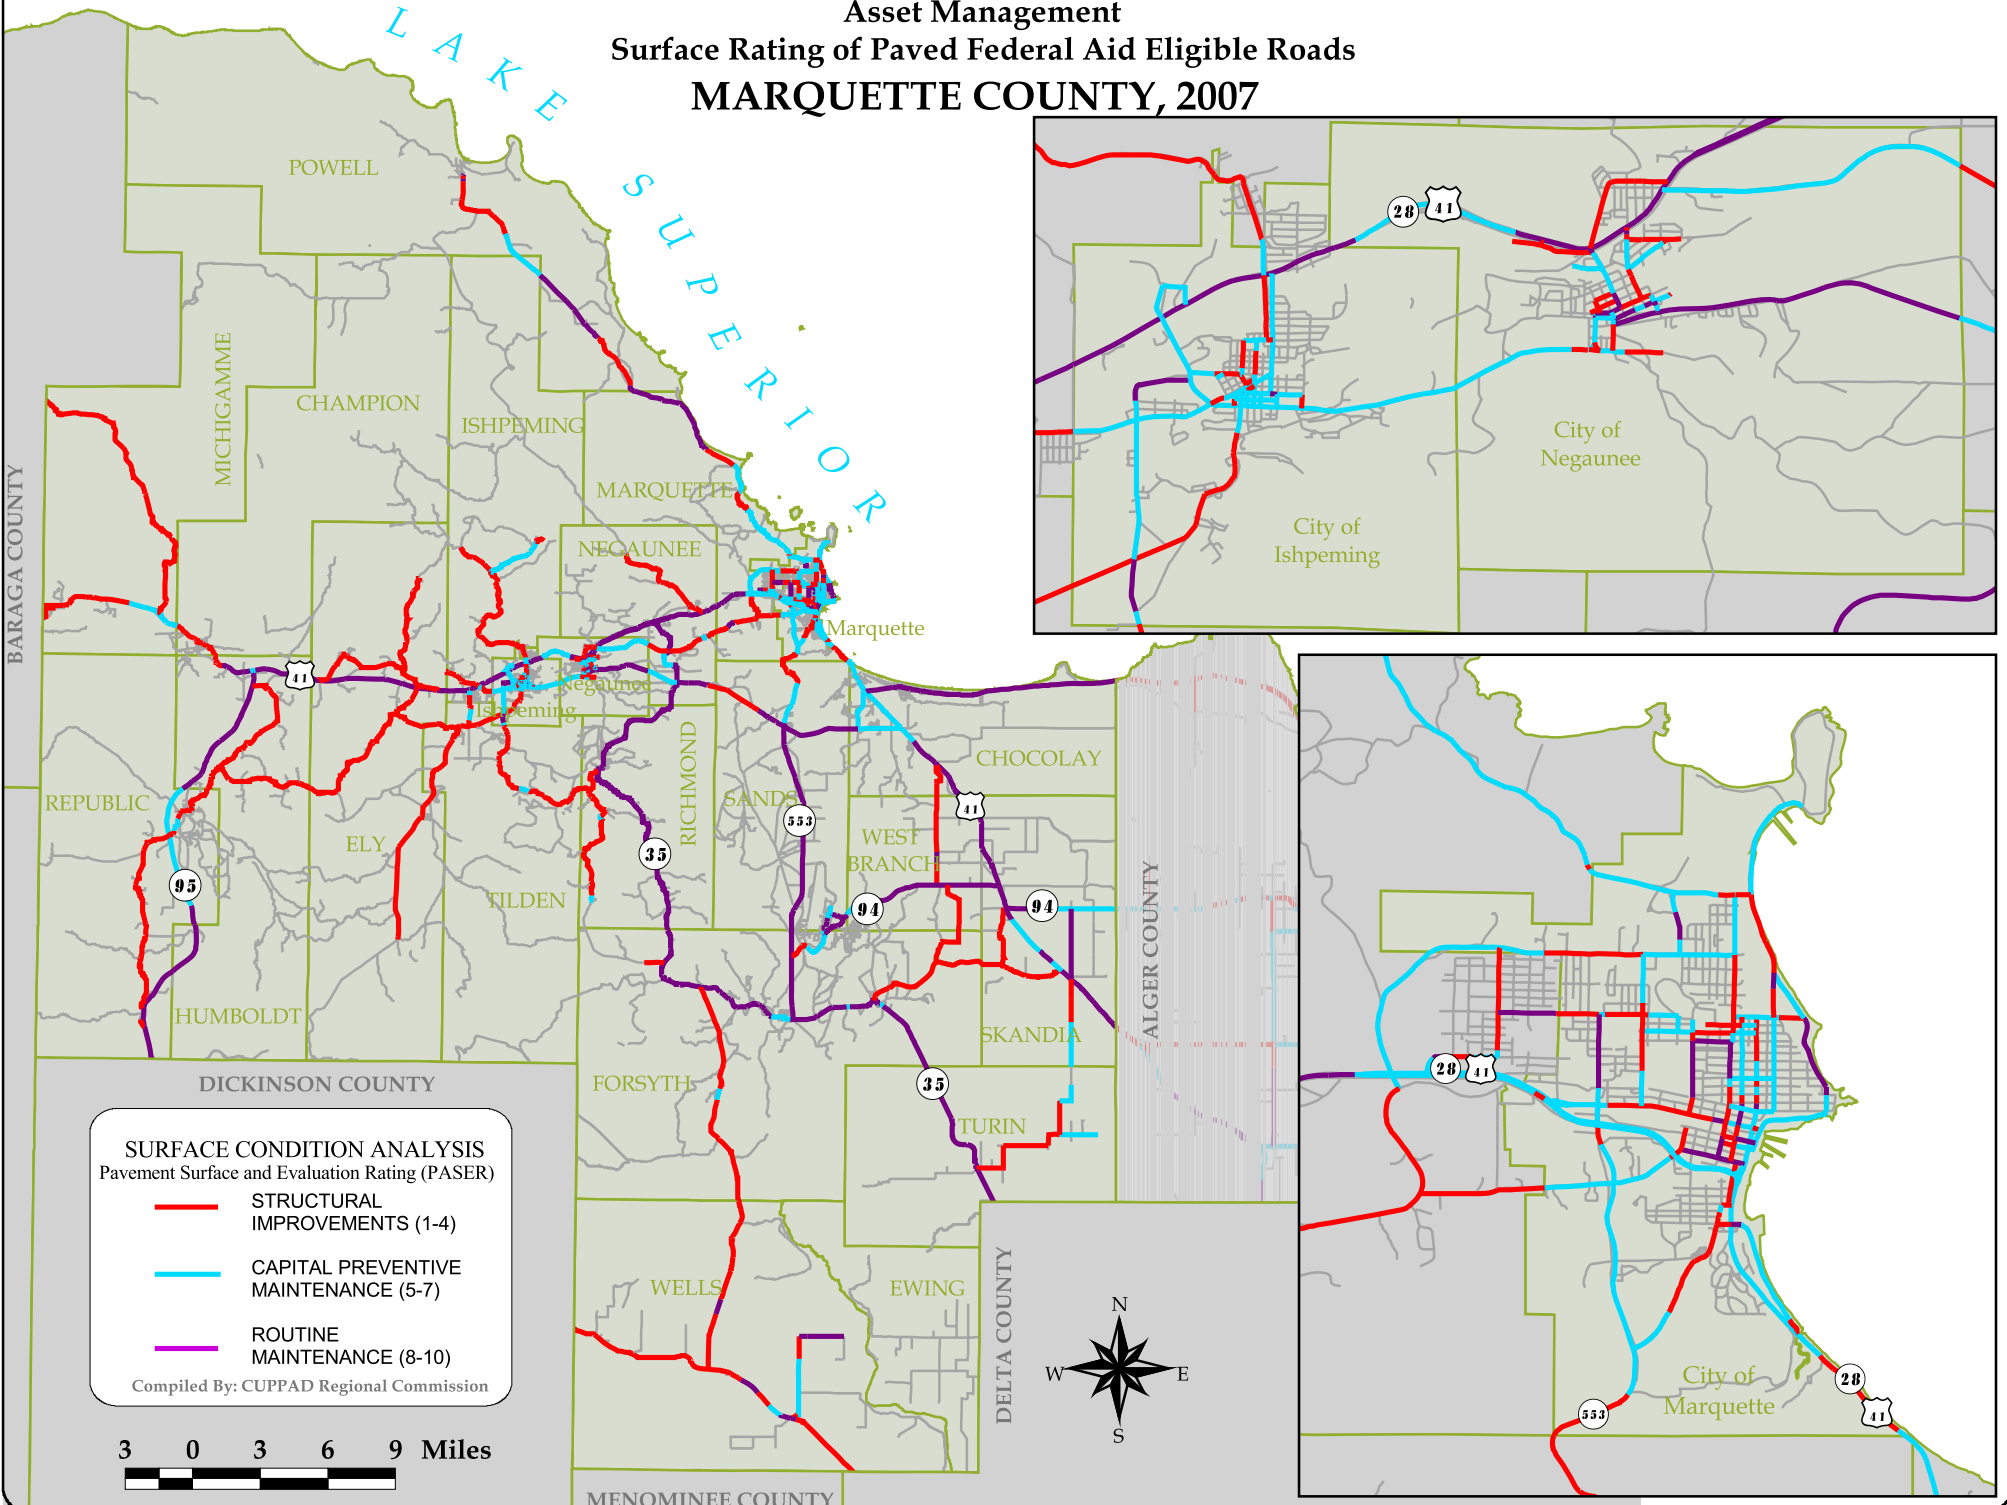 Asset Management
Surface Rating of Paved Federal Aid Eligible Roads
MARQUETTE COUNTY, 2007
LAKE SUPERIOR
POWELL
MICHIGAMME
CHAMPION
ISHPEMING
MARQUETTE
NEGAUNEE
BARAGA COUNTY
Marquette
Negaunee
Ishpeming
41
REPUBLIC
ELY
TILDEN
RICHMOND
SANDS
CHOCOLAY
WEST
BRANCH
553
41
35
95
94
94
HUMBOLDT
SKANDIA
ALGER COUNTY
FORSYTH
35
TURIN
WELLS
EWING
DICKINSON COUNTY
DELTA COUNTY
MENOMINEE COUNTY
SURFACE CONDITION ANALYSIS
Pavement Surface and Evaluation Rating (PASER)
STRUCTURAL
IMPROVEMENTS (1-4)
CAPITAL PREVENTIVE
MAINTENANCE (5-7)
ROUTINE
MAINTENANCE (8-10)
Compiled By: CUPPAD Regional Commission
3 0 3 6 9 Miles
N
W E
S
28 41
City of
Negaunee
City of
Ishpeming
28 41
City of
Marquette
28
41
553